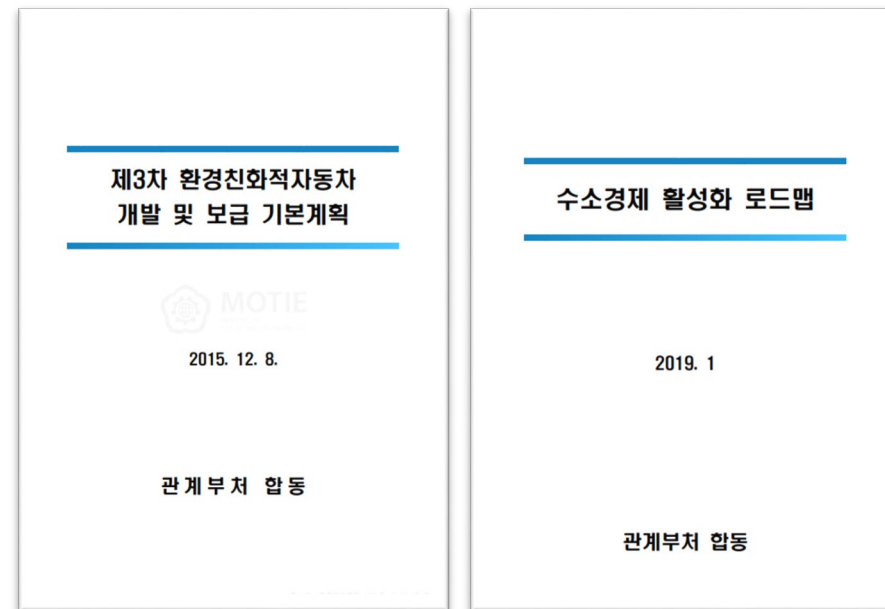 제3차 환경친화적자동차
개발 및 보급 기본계획
MOTIE
2015. 12. 8.
관계부처 합동
수소경제 활성화 로드맵
2019. 1
관계부처 합동